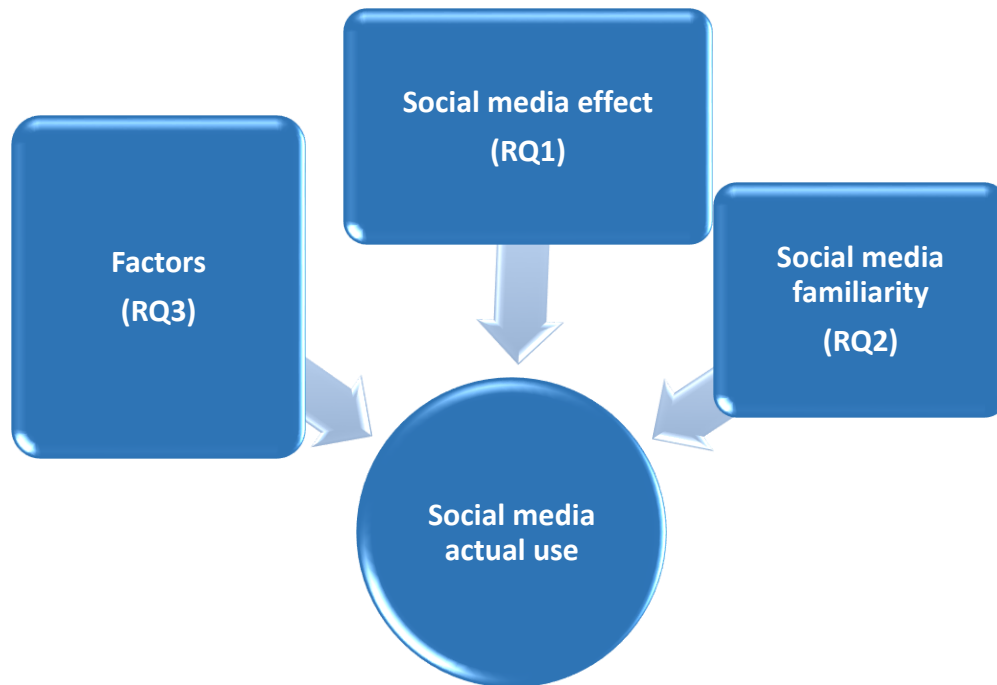 Social media effect
(RQ1)
Factors
(RQ3)
Social media
familiarity
(RQ2)
Social media
actual use